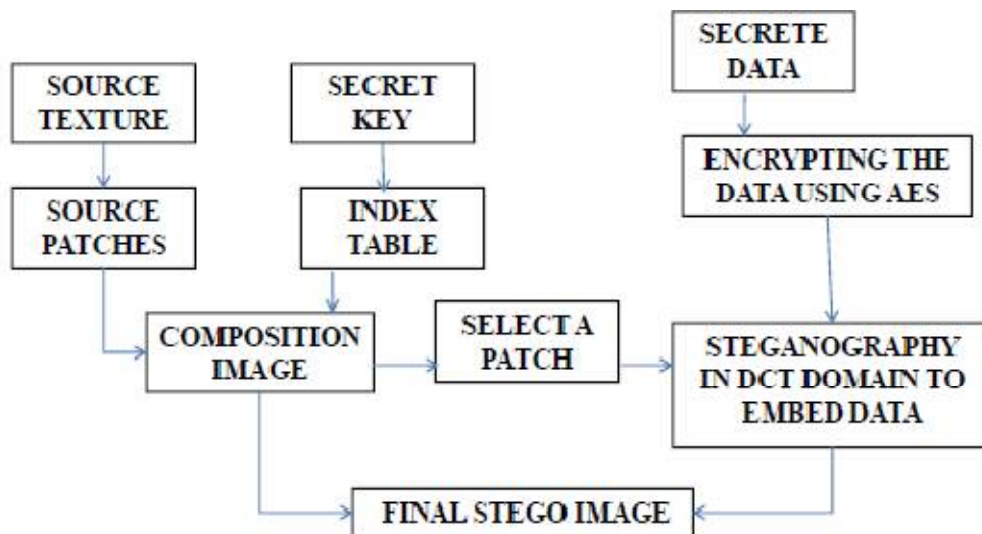 SOURCE
TEXTURE
SECRET
KEY
SECRETE
DATA
SOURCE
PATCHES
INDEX
TABLE
ENCRYPTING THE
DATA USING AES
COMPOSITION
IMAGE
SELECT A
PATCH
STEGANOGRAPHY
IN DCT DOMAIN TO
EMBED DATA
FINAL STEGO IMAGE